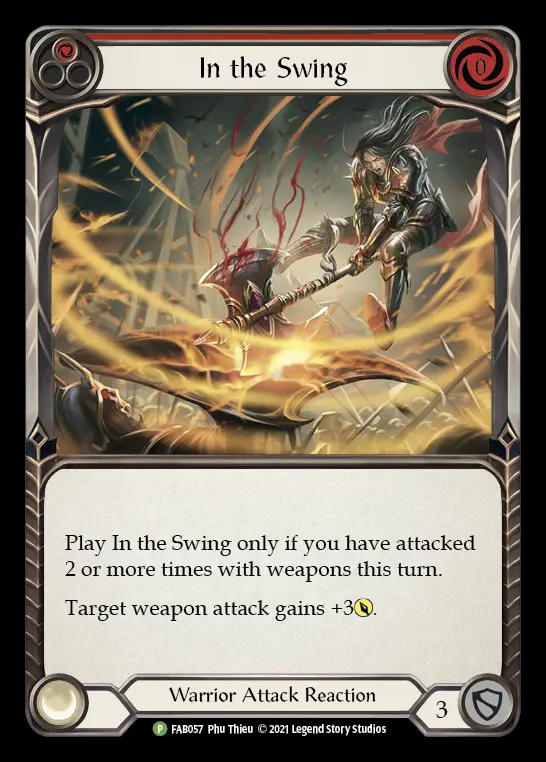 In the Swing
0
Play In the Swing only if you have attacked
2 or more times with weapons this turn.
Target weapon attack gains +3.
Warrior Attack Reaction
3
P FAB057 Phu Thieu © 2021 Legend Story Studios